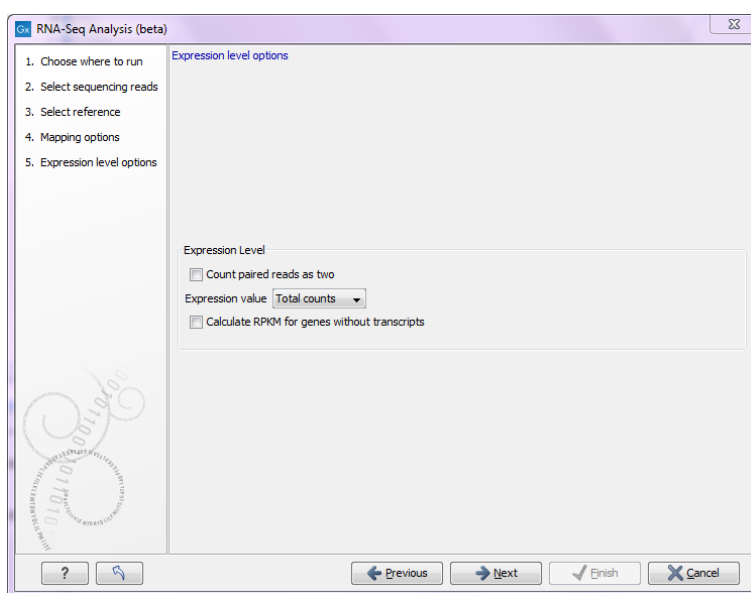 Gx RNA-Seq Analysis (beta)
1. Choose where to run
2. Select sequencing reads
3. Select reference
4. Mapping options
5. Expression level options
Expression level options
Expression Level
Count paired reads as two
Expression value Total counts
Calculate RPKM for genes without transcripts
? Previous Next Finish Cancel